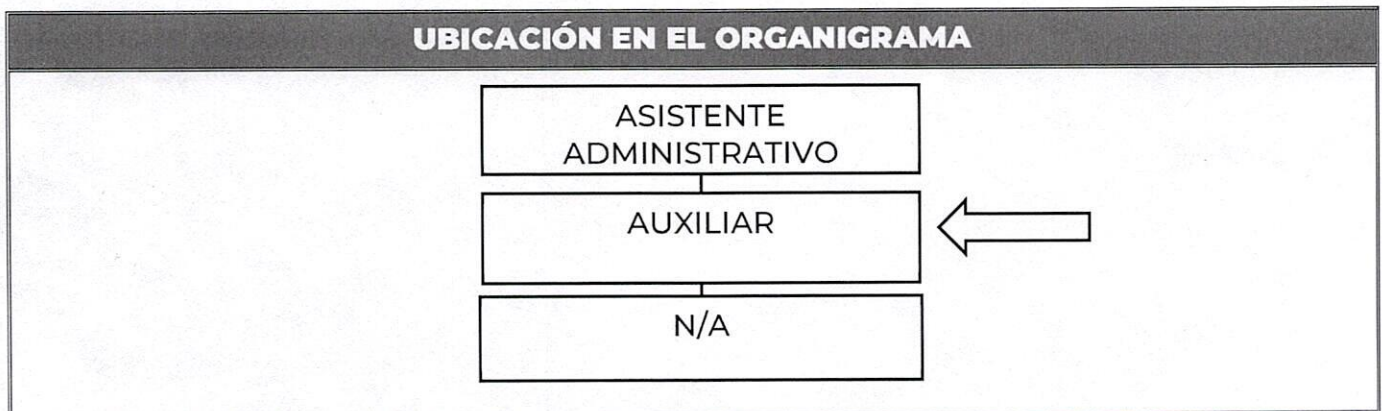 UBICACIÓN EN EL ORGANIGRAMA
ASISTENTE
ADMINISTRATIVO
AUXILIAR
N/A